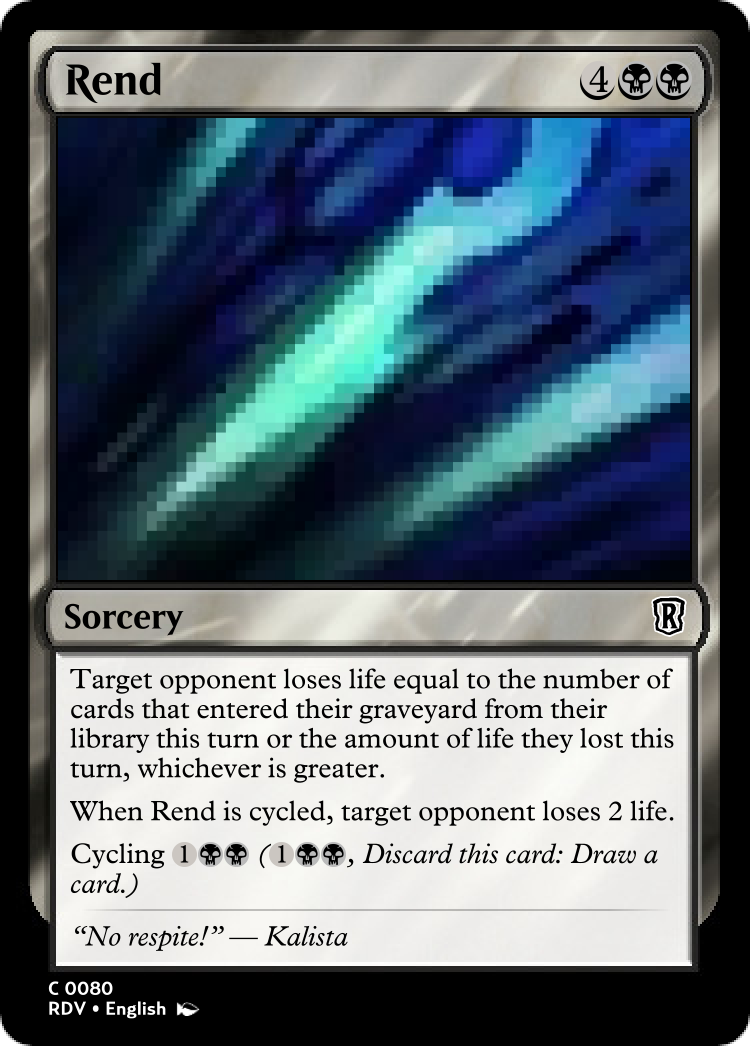 Rend 4
Sorcery R
Target opponent loses life equal to the number of
cards that entered their graveyard from their
library this turn or the amount of life they lost this
turn, whichever is greater.
When Rend is cycled, target opponent loses 2 life.
Cycling 1 (1, Discard this card: Draw a
card.)
“No respite!” — Kalista
C 0080
RDV • English